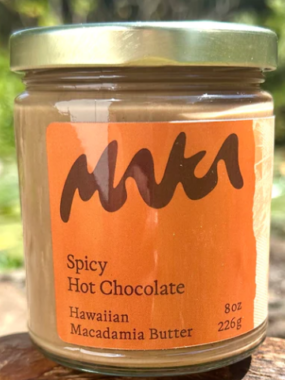 MAKA
Spicy
Hot Chocolate
Hawaiian
Macadamia Butter
8oz
226g